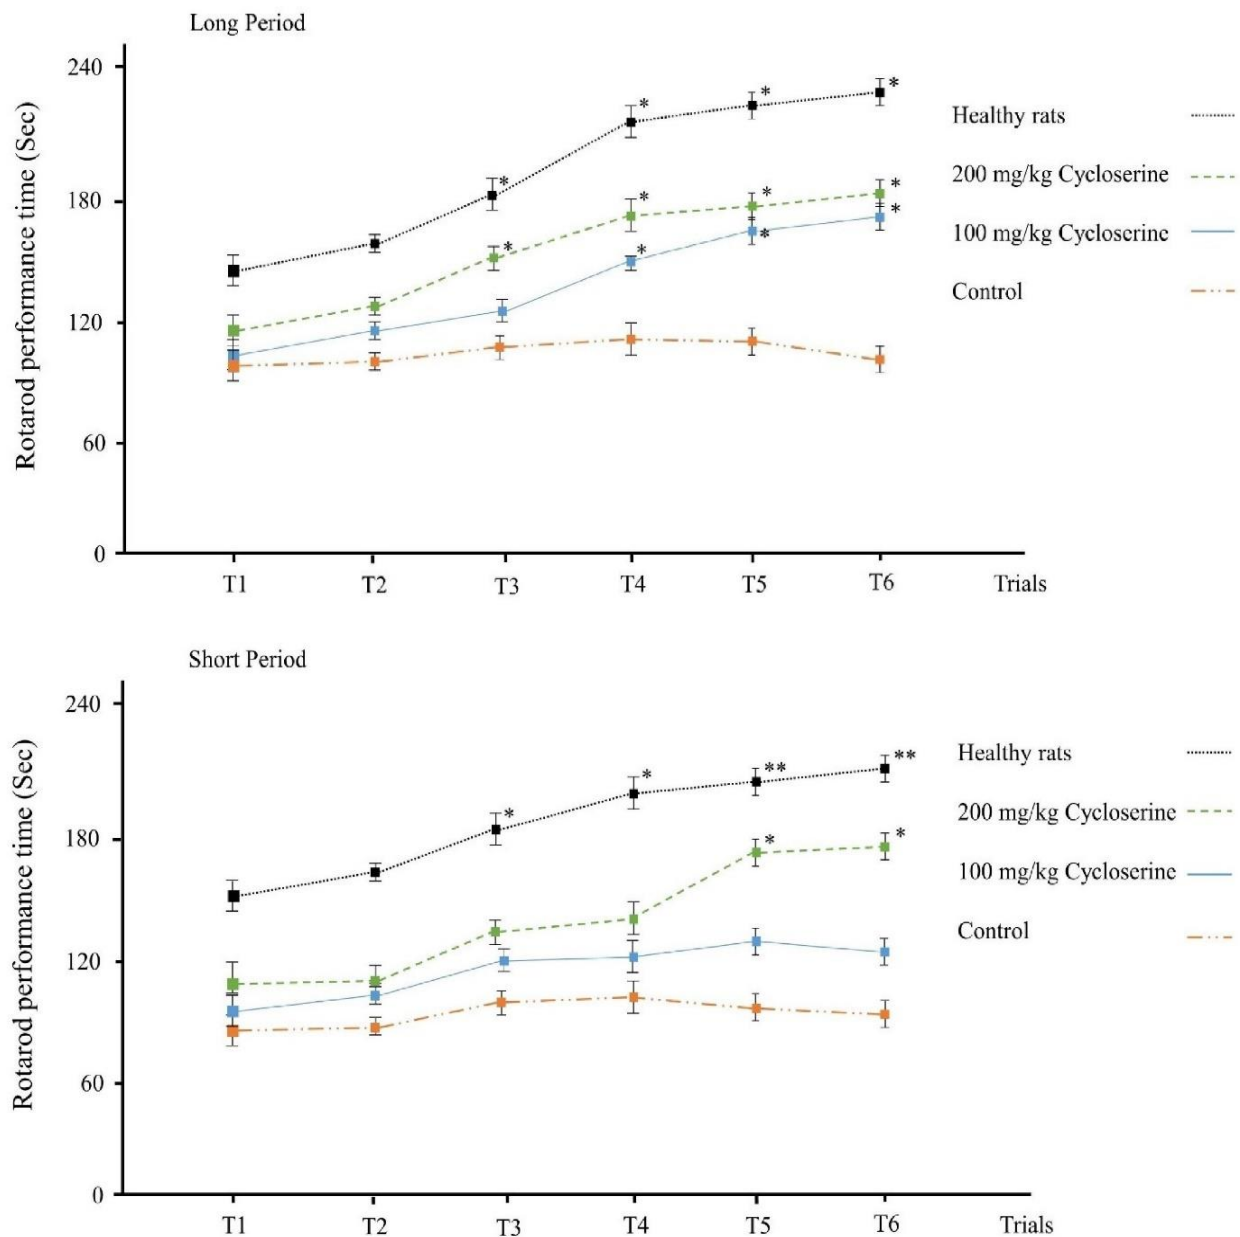 Long Period
Rotarod performance time (Sec)
240
180
120
60
0
*
*
*
*
*
*
*
*
*
*
*
T1
T2
T3
T4
T5
T6
Trials
Healthy rats
200 mg/kg Cycloserine
100 mg/kg Cycloserine
Control
Short Period
Rotarod performance time (Sec)
240
180
120
60
0
*
*
**
**
*
*
T1
T2
T3
T4
T5
T6
Trials
Healthy rats
200 mg/kg Cycloserine
100 mg/kg Cycloserine
Control